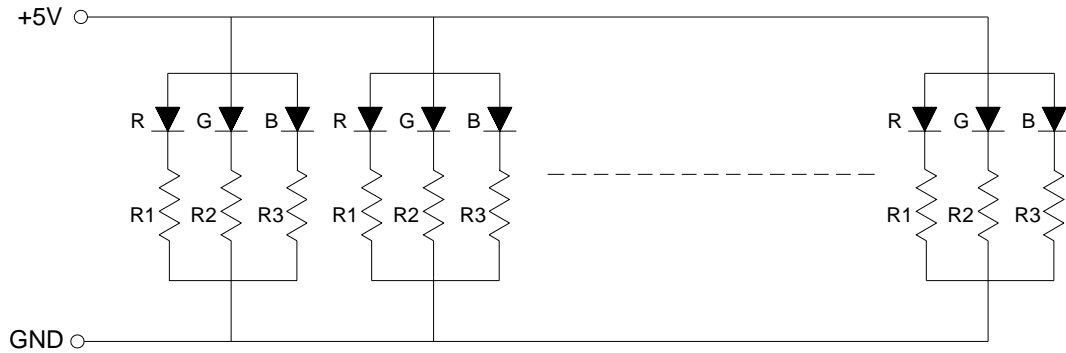 +5V
R G B R G B R G B
R1 R2 R3 R1 R2 R3 R1 R2 R3
GND